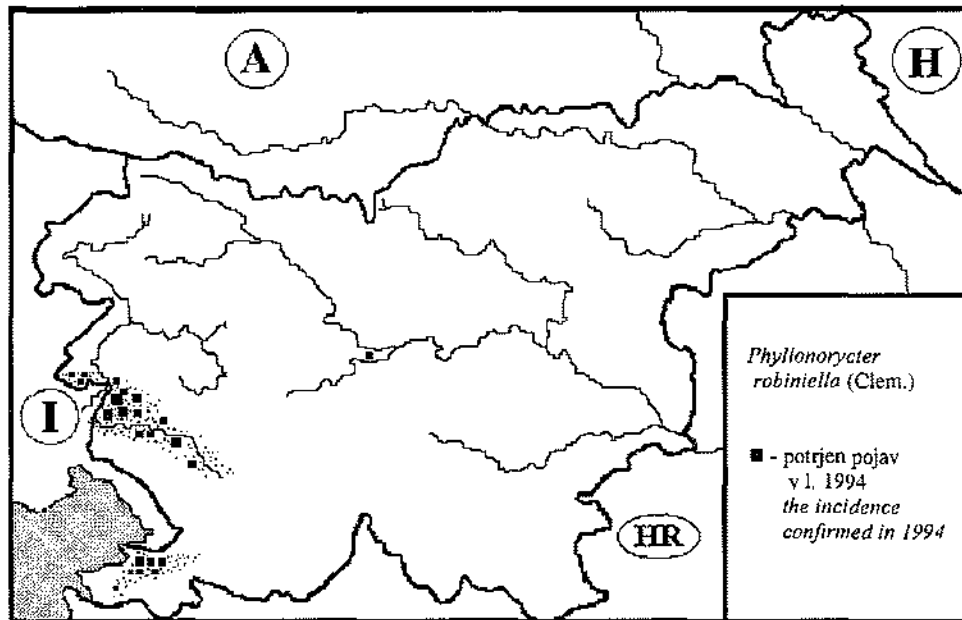 A
H
I
HR
Phyllonorycter
robiniella (Clem.)
■ - potrjen pojav
v l. 1994
the incidence
confirmed in 1994